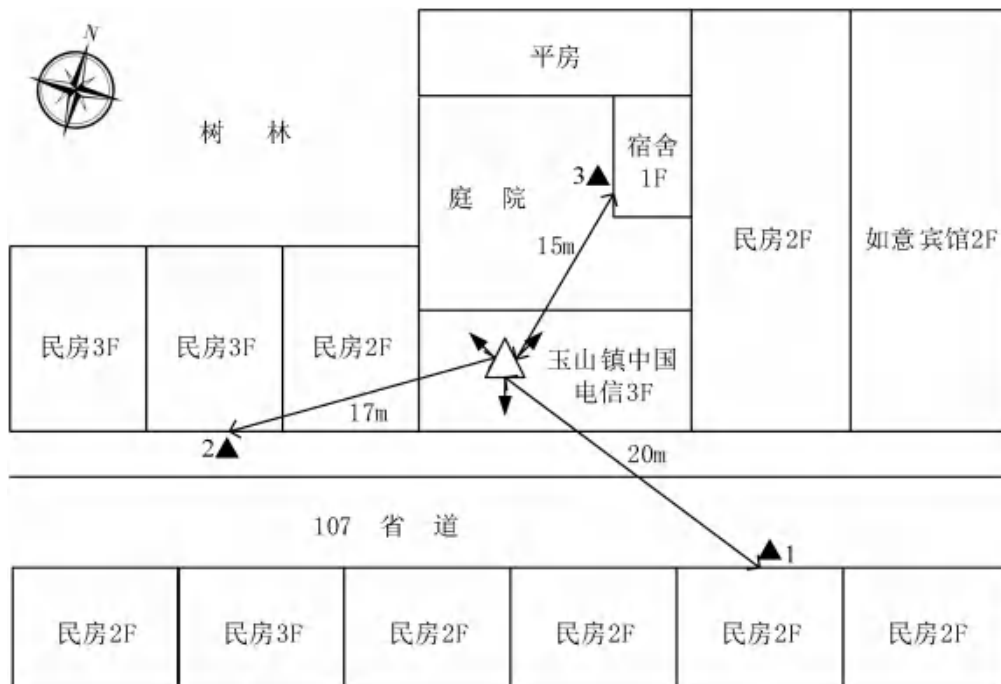 N
平房
树 林
宿舍
1F
3
庭 院
15m
民房2F
如意宾馆2F
民房3F
民房3F
民房2F
玉山镇中国
电信3F
17m
2
20m
107 省 道
1
民房2F
民房3F
民房2F
民房2F
民房2F
民房2F